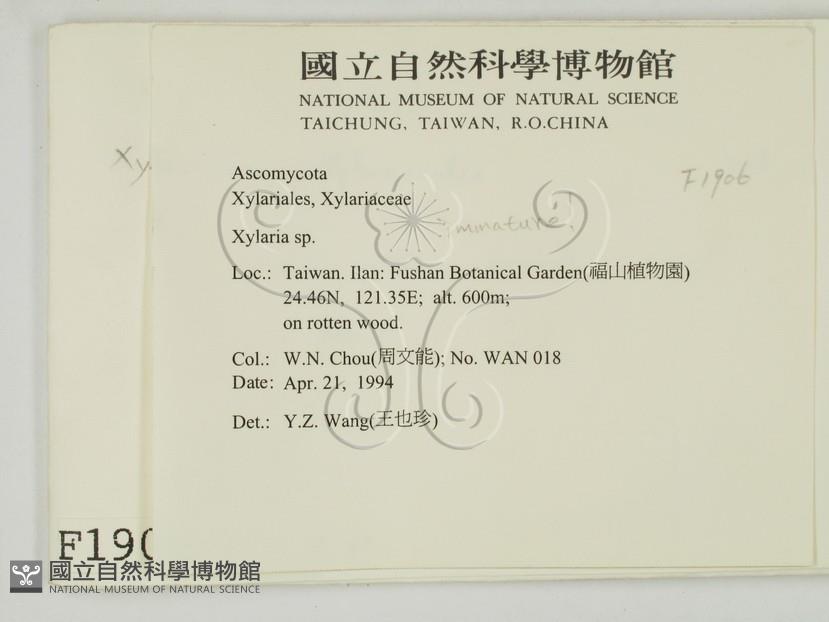 國立自然科學博物館
NATIONAL MUSEUM OF NATURAL SCIENCE
TAICHUNG, TAIWAN, R.O.CHINA
Xy
F1906
Ascomycota
Xylariales, Xylariaceae
Xylaria sp.
Loc.: Taiwan. Ilan: Fushan Botanical Garden(福山植物園)
24.46N, 121.35E; alt. 600m;
on rotten wood.
Col.: W.N. Chou(周文能); No. WAN 018
Date: Apr. 21, 1994
Det.: Y.Z. Wang(王也珍)
F190
國立自然科學博物館
NATIONAL MUSEUM OF NATURAL SCIENCE